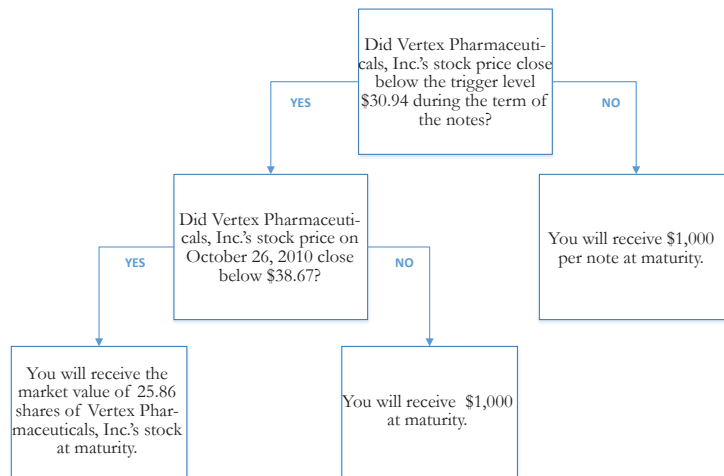 Did Vertex Pharmaceuti-
cals, Inc.'s stock price close
below the trigger level
$30.94 during the term of
the notes?
YES
NO
Did Vertex Pharmaceuti-
cals, Inc.'s stock price on
October 26, 2010 close
below $38.67?
You will receive $1,000
per note at maturity.
YES
NO
You will receive the
market value of 25.86
shares of Vertex Phar-
maceuticals, Inc.'s stock
at maturity.
You will receive $1,000
at maturity.